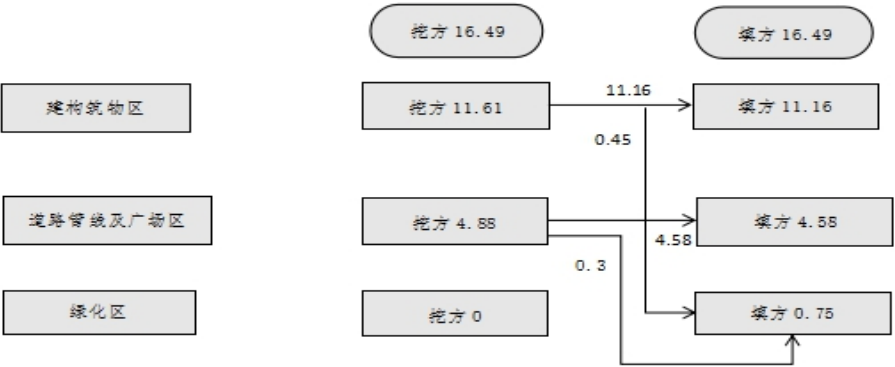 挖方 16.49
填方 16.49
建构筑物区
挖方 11.61
11.16
填方 11.16
0.45
道路管线及广场区
挖方 4.88
4.58
填方 4.58
0.3
绿化区
挖方 0
填方 0.75